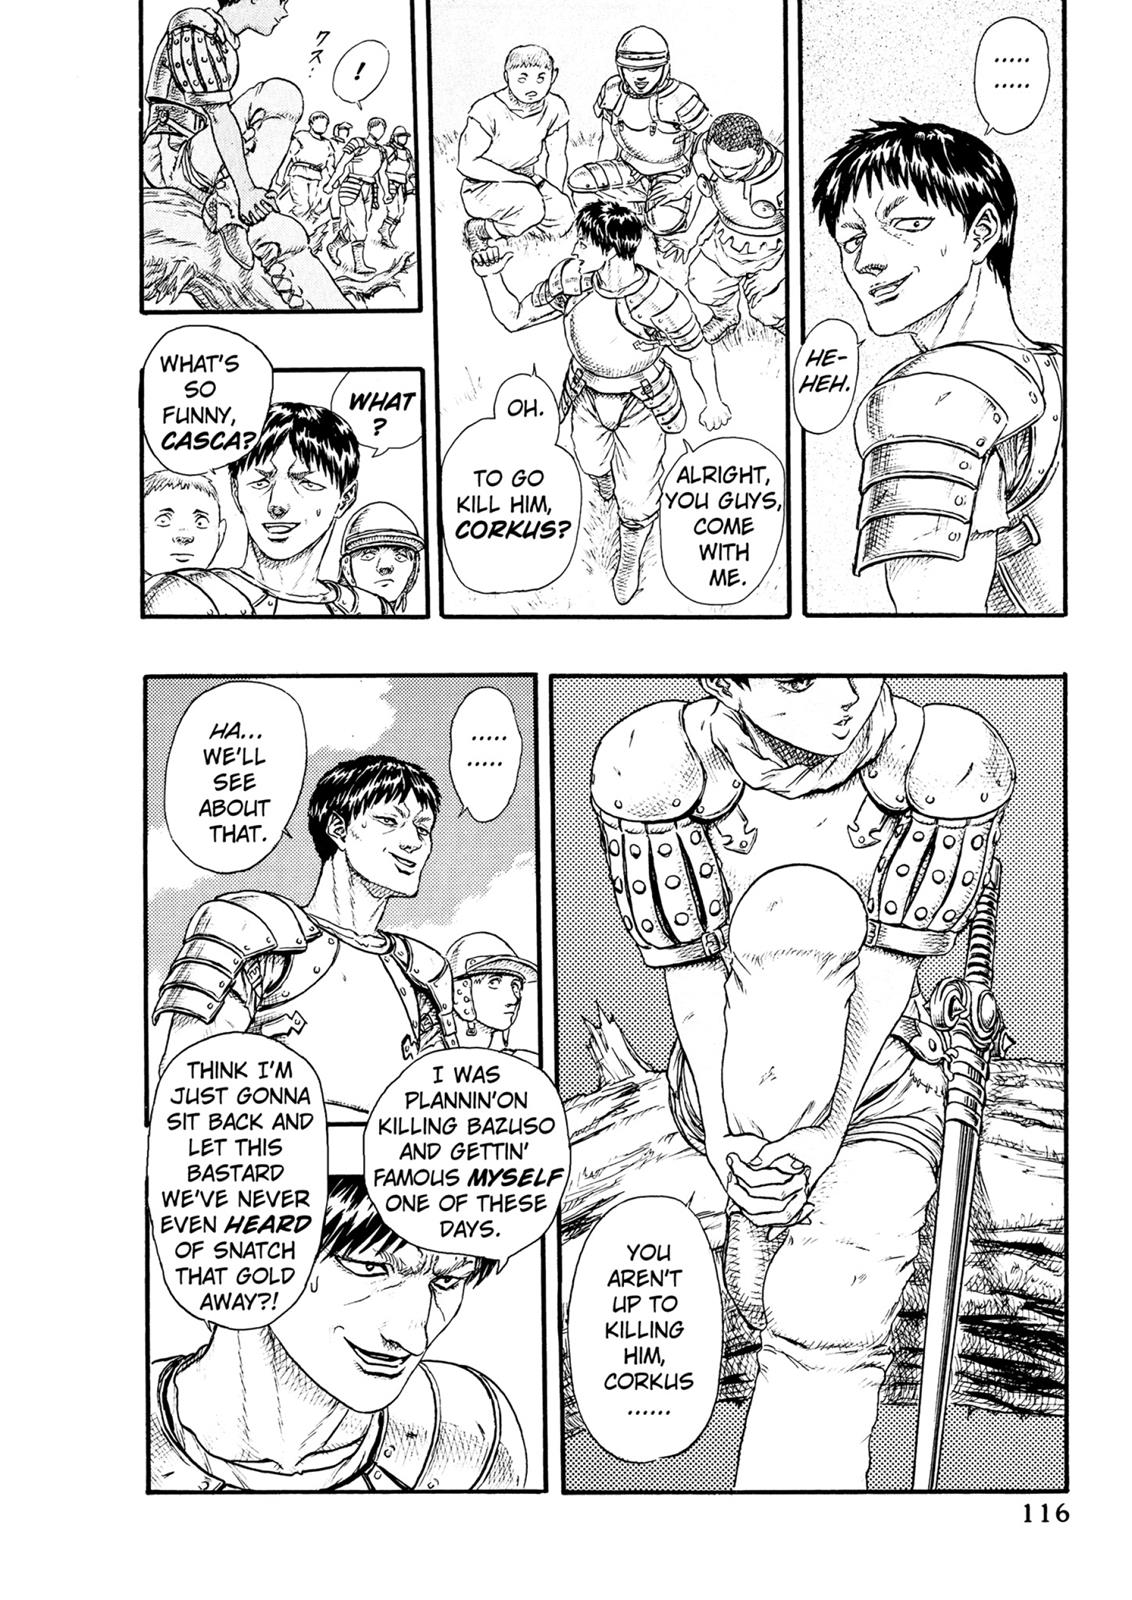 .....
.....
HE-
HEH.
ALRIGHT,
YOU GUYS,
COME
WITH
ME.
OH.
TO GO
KILL HIM,
CORKUS?
!
クス…
WHAT
?
WHAT'S
SO
FUNNY,
CASCA?
YOU
AREN'T
UP TO
KILLING
HIM,
CORKUS
......
.....
.....
HA...
WE'LL
SEE
ABOUT
THAT.
I WAS
PLANNIN'ON
KILLING BAZUSO
AND GETTIN'
FAMOUS MYSELF
ONE OF THESE
DAYS.
THINK I'M
JUST GONNA
SIT BACK AND
LET THIS
BASTARD
WE'VE NEVER
EVEN HEARD
OF SNATCH
THAT GOLD
AWAY?!
116